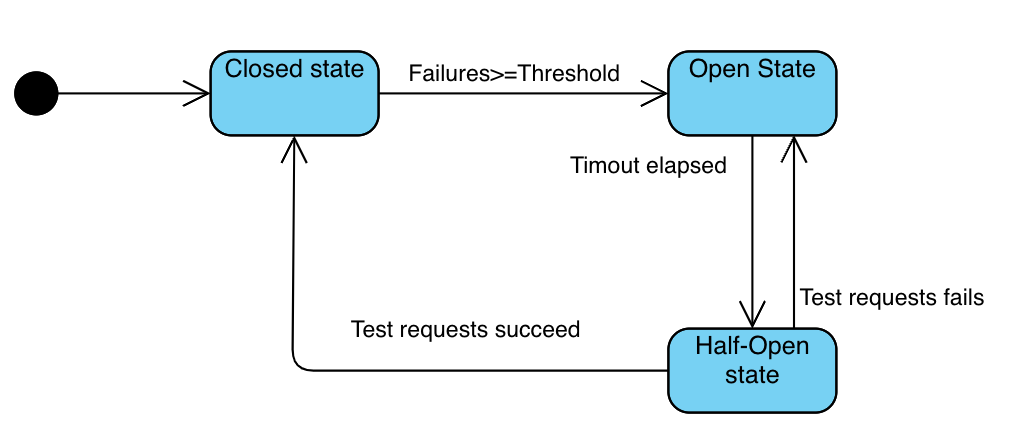 Closed state
Failures>=Threshold
Open State
Timout elapsed
Test requests fails
Test requests succeed
Half-Open
state